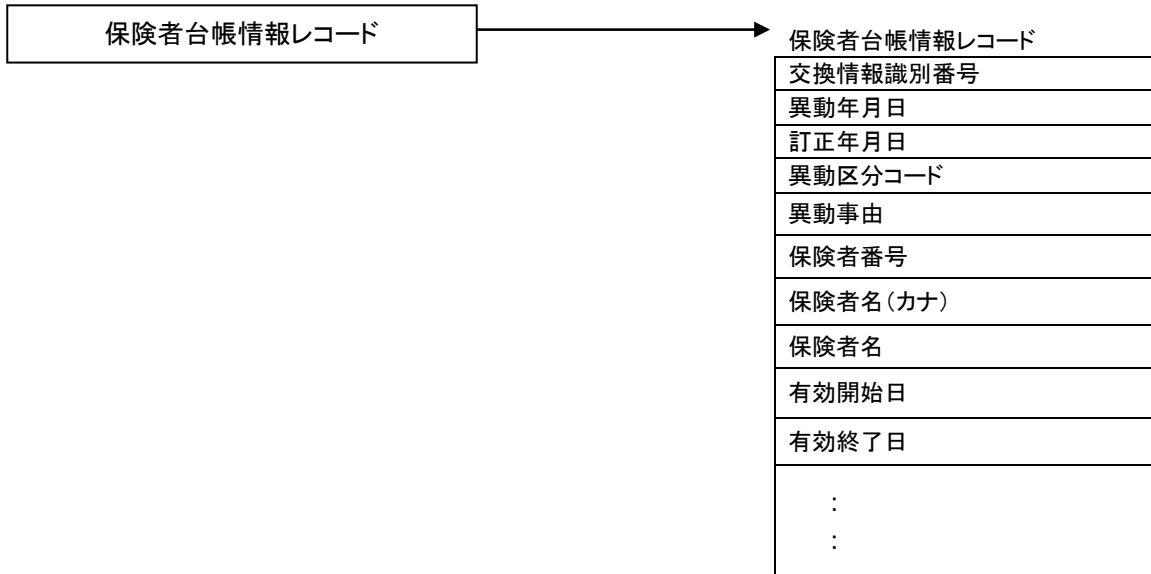 保険者台帳情報レコード
保険者台帳情報レコード
交換情報識別番号
異動年月日
訂正年月日
異動区分コード
異動事由
保険者番号
保険者名(カナ)
保険者名
有効開始日
有効終了日
:
: